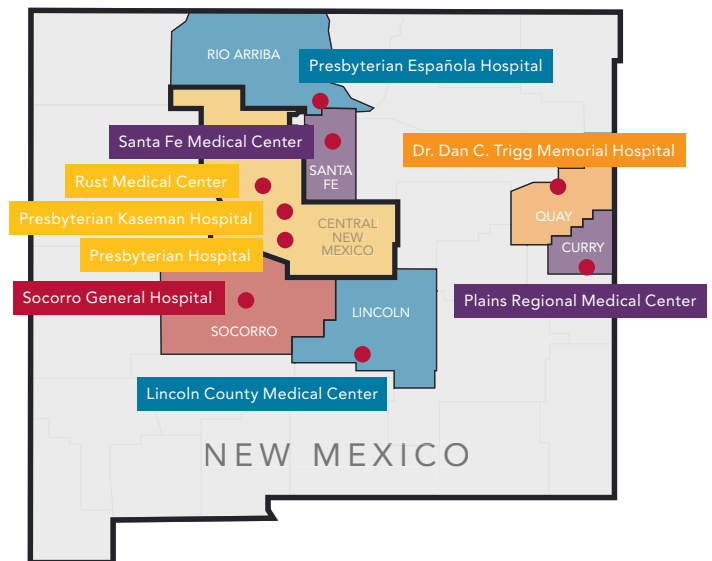 RIO ARRIBA
Presbyterian Española Hospital
Santa Fe Medical Center
Dr. Dan C. Trigg Memorial Hospital
SANTA
FE
Rust Medical Center
Presbyterian Kaseman Hospital
QUAY
CENTRAL
NEW
MEXICO
Presbyterian Hospital
CURRY
Socorro General Hospital
Plains Regional Medical Center
LINCOLN
SOCORRO
Lincoln County Medical Center
NEW MEXICO